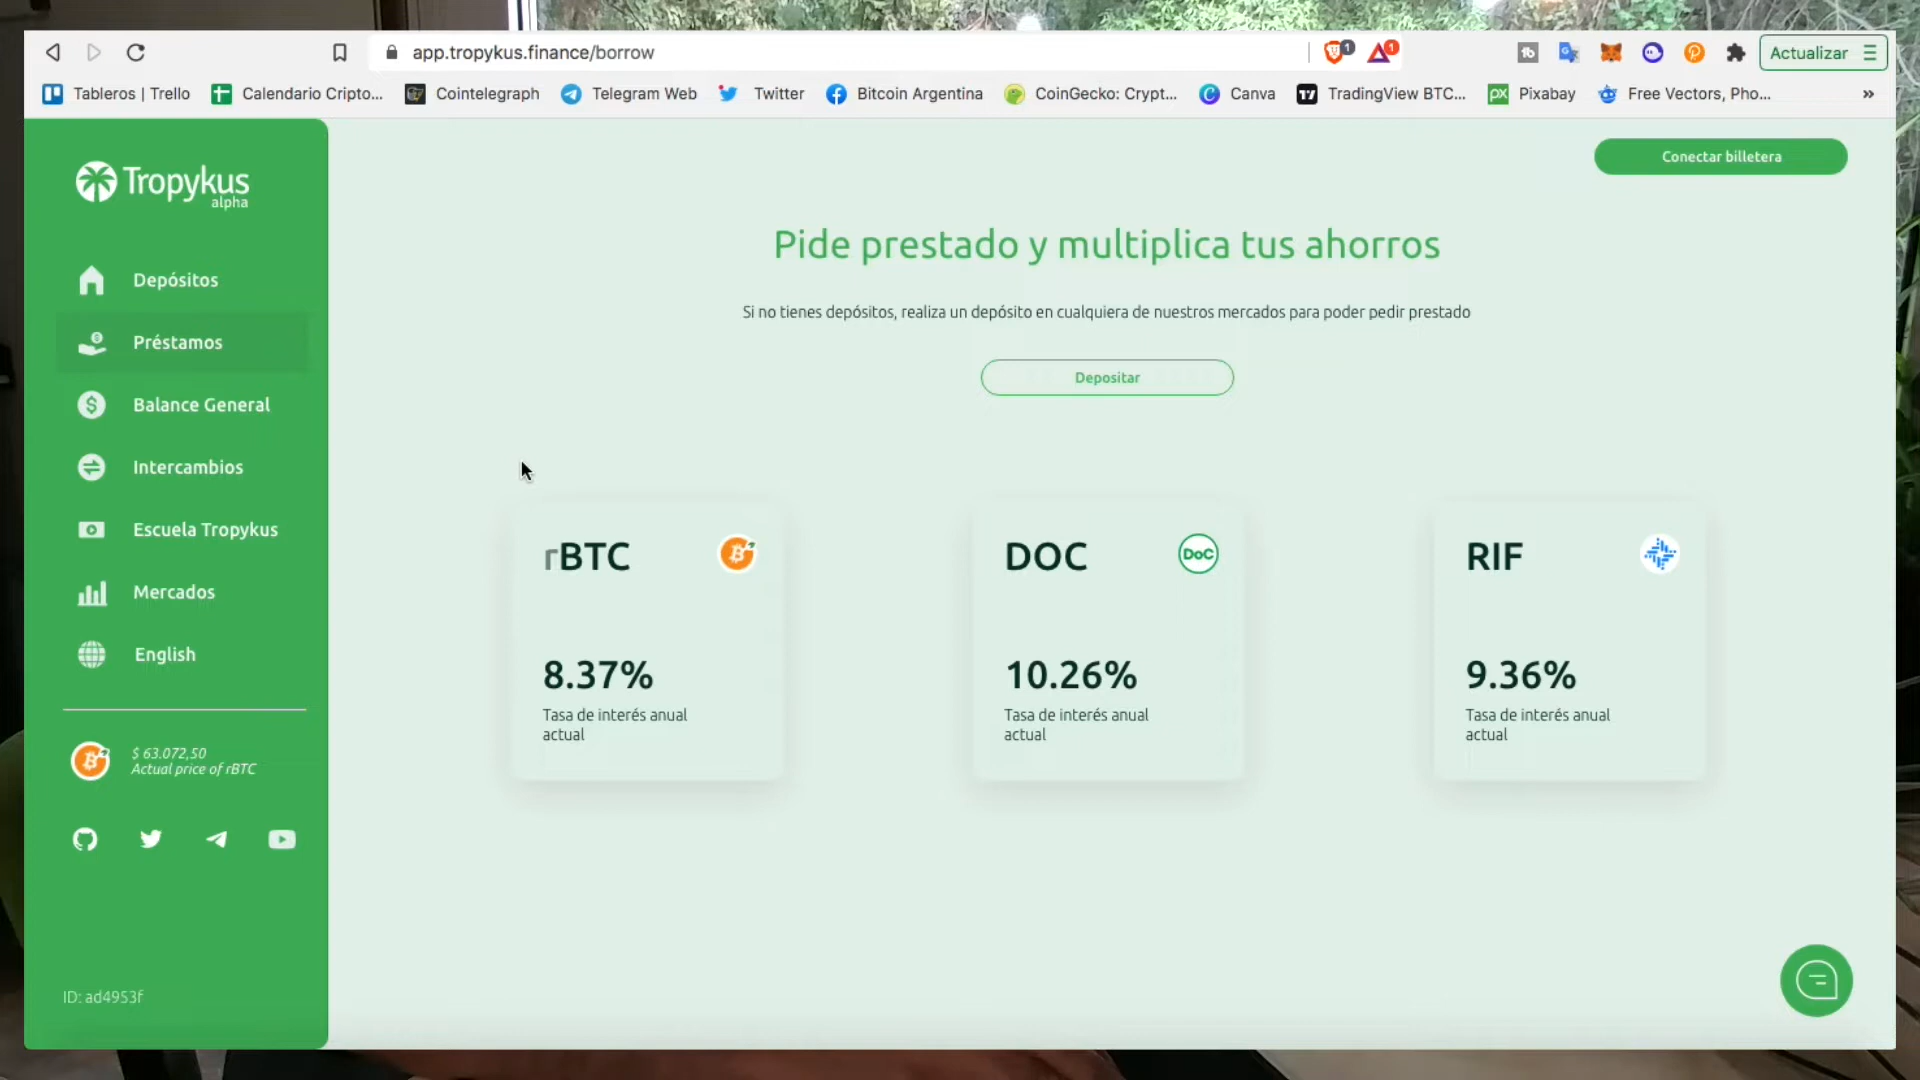 app.tropykus.finance/borrow
1
1
Actualizar
Tableros | Trello
Calendario Cripto...
Cointelegraph
Telegram Web
Twitter
Bitcoin Argentina
CoinGecko: Crypt...
Canva
TradingView BTC...
px
Pixabay
Free Vectors, Pho...
»
Tropykus
alpha
Conectar billetera
Pide prestado y multiplica tus ahorros
Si no tienes depósitos, realiza un depósito en cualquiera de nuestros mercados para poder pedir prestado
Depositar
Depósitos
Préstamos
Balance General
Intercambios
Escuela Tropykus
Mercados
English
$ 63.072,50
Actual price of rBTC
ID: ad4953f
rBTC
8.37%
Tasa de interés anual
actual
DOC
DoC
10.26%
Tasa de interés anual
actual
RIF
9.36%
Tasa de interés anual
actual